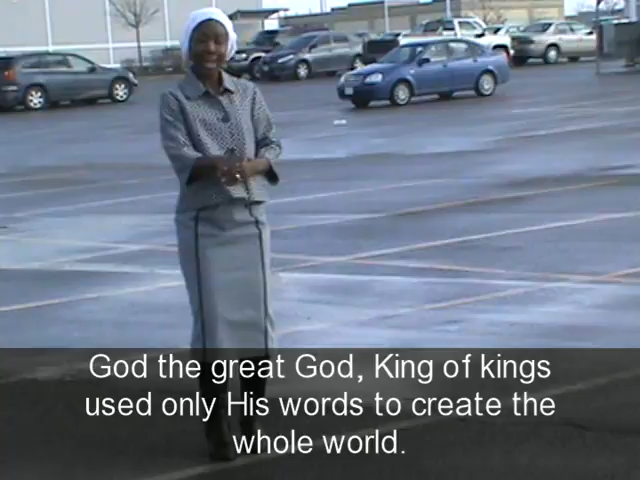 God the great God, King of kings
used only His words to create the
whole world.